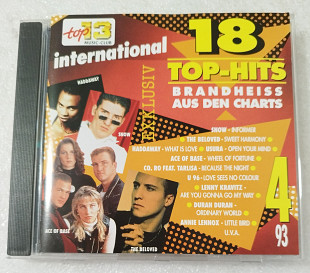 top 13
MUSIC-CLUB
international
18
TOP-HITS
BRANDHEISS
AUS DEN CHARTS
EXKLUSIV
HADDAWAY
SNOW
SNOW - INFORMER
THE BELOVED - SWEET HARMONY
HADDAWAY - WHAT IS LOVE ■ DEURA - OPEN YOUR MIND
ACE OF BASE - WHEEL OF FORTUNE
CO. RO FEAT. TARLISA - BECAUSE THE NIGHT
U 96 - LOVE SEES NO COLOUR
LENNY KRAVITZ -
ARE YOU GONNA GO MY WAY
DURAN DURAN -
ORDINARY WORLD
ANNIE LENNOX - LITTLE BIRD
U.V.A.
4
93
ACE OF BASE
THE BELOVED